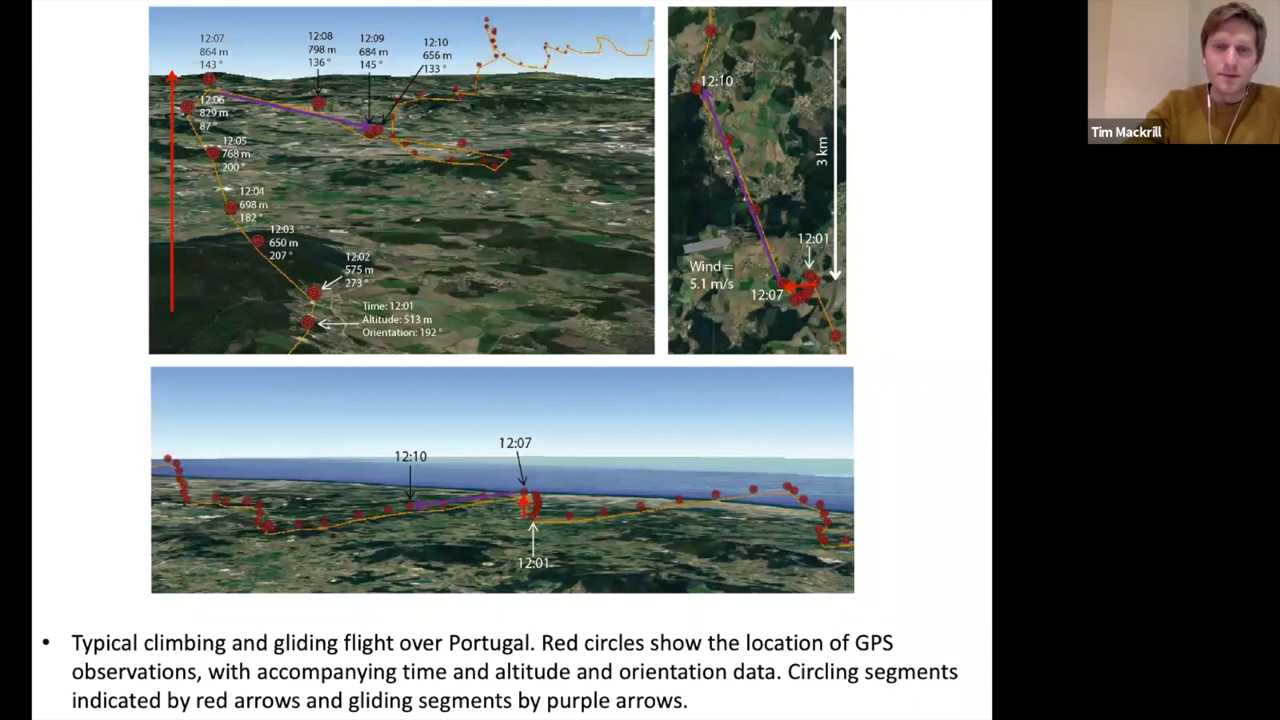 12:07
864 m
143 °
12:08
798 m
136 °
12:09
684 m
145 °
12:10
656 m
133 °
12:06
829 m
87 °
12:05
768 m
200 °
12:04
698 m
182 °
12:03
650 m
207 °
12:02
575 m
273 °
Time: 12:01
Altitude: 513 m
Orientation: 192 °
12:10
3 km
12:01
Wind =
5.1 m/s
12:07
Tim Mackrill
12:07
12:10
12:01
• Typical climbing and gliding flight over Portugal. Red circles show the location of GPS
observations, with accompanying time and altitude and orientation data. Circling segments
indicated by red arrows and gliding segments by purple arrows.